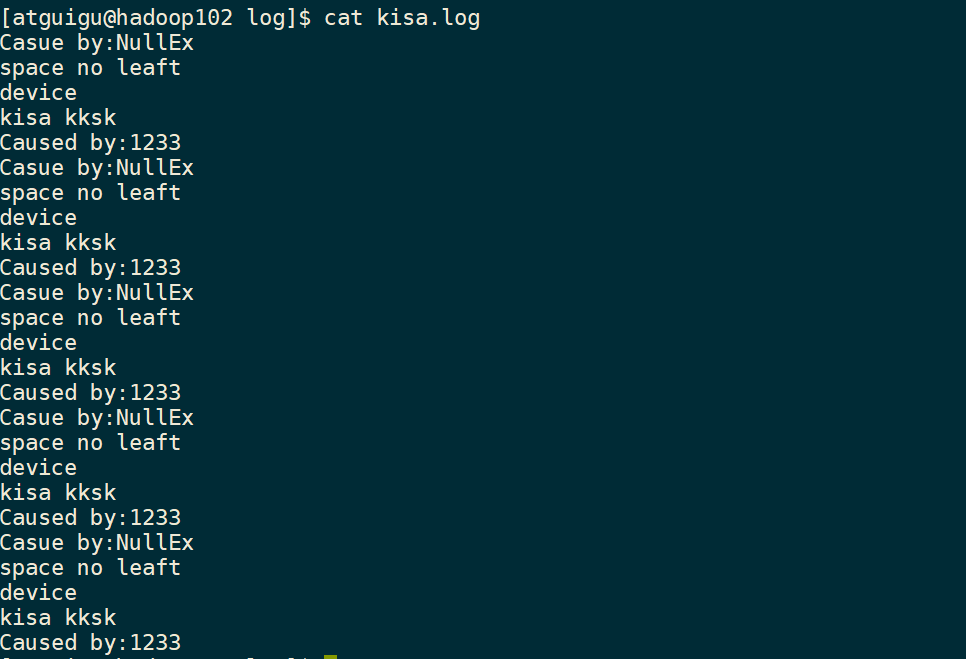 [atguigu@hadoop102 log]$ cat kisa.log
Casue by:NullEx
space no leaft
device
kisa kksk
Caused by:1233
Casue by:NullEx
space no leaft
device
kisa kksk
Caused by:1233
Casue by:NullEx
space no leaft
device
kisa kksk
Caused by:1233
Casue by:NullEx
space no leaft
device
kisa kksk
Caused by:1233
Casue by:NullEx
space no leaft
device
kisa kksk
Caused by:1233